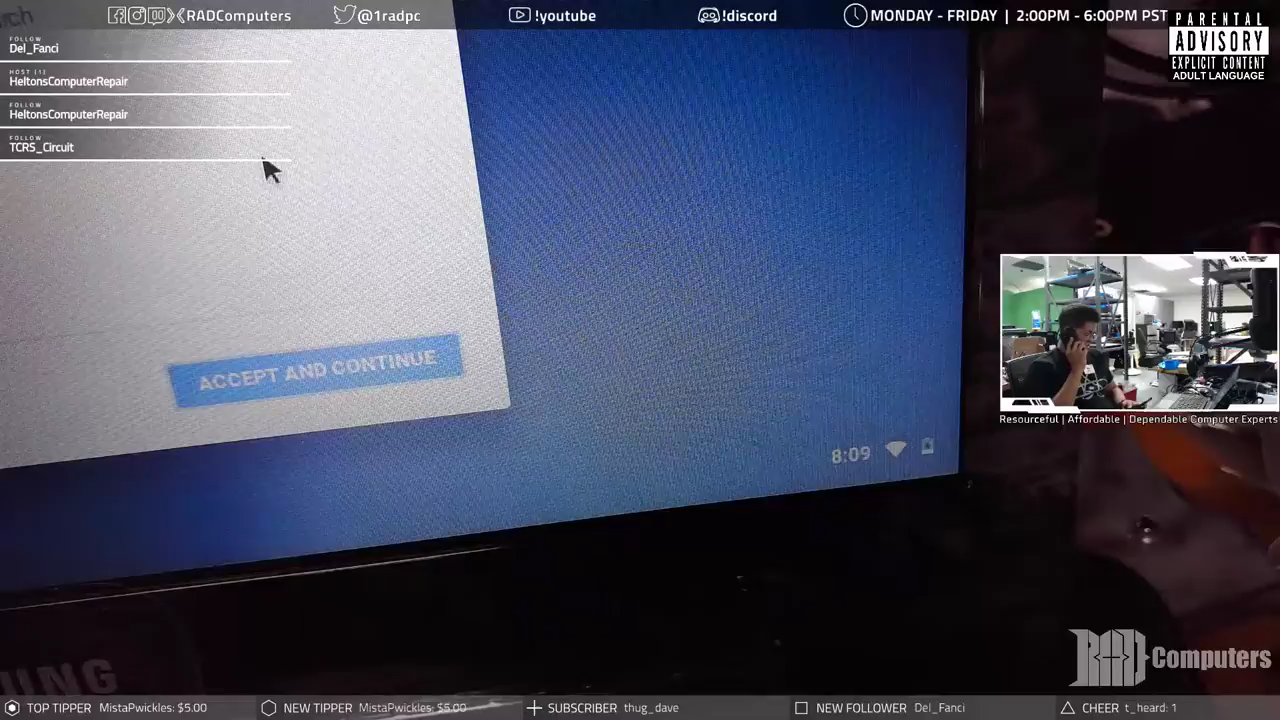 RADComputers
@1radpc
!youtube
!discord
MONDAY - FRIDAY | 2:00PM - 6:00PM PST
PARENTAL
ADVISORY
EXPLICIT CONTENT
ADULT LANGUAGE
FOLLOW
Del_Fanci
HOST [1]
HeltonsComputerRepair
FOLLOW
HeltonsComputerRepair
FOLLOW
TCRS_Circuit
ACCEPT AND CONTINUE
8:09
Resourceful | Affordable | Dependable Computer Experts
RAD Computers
TOP TIPPER MistaPwickles: $5.00
NEW TIPPER MistaPwickles: $5.00
SUBSCRIBER thug_dave
NEW FOLLOWER Del_Fanci
CHEER t_heard: 1